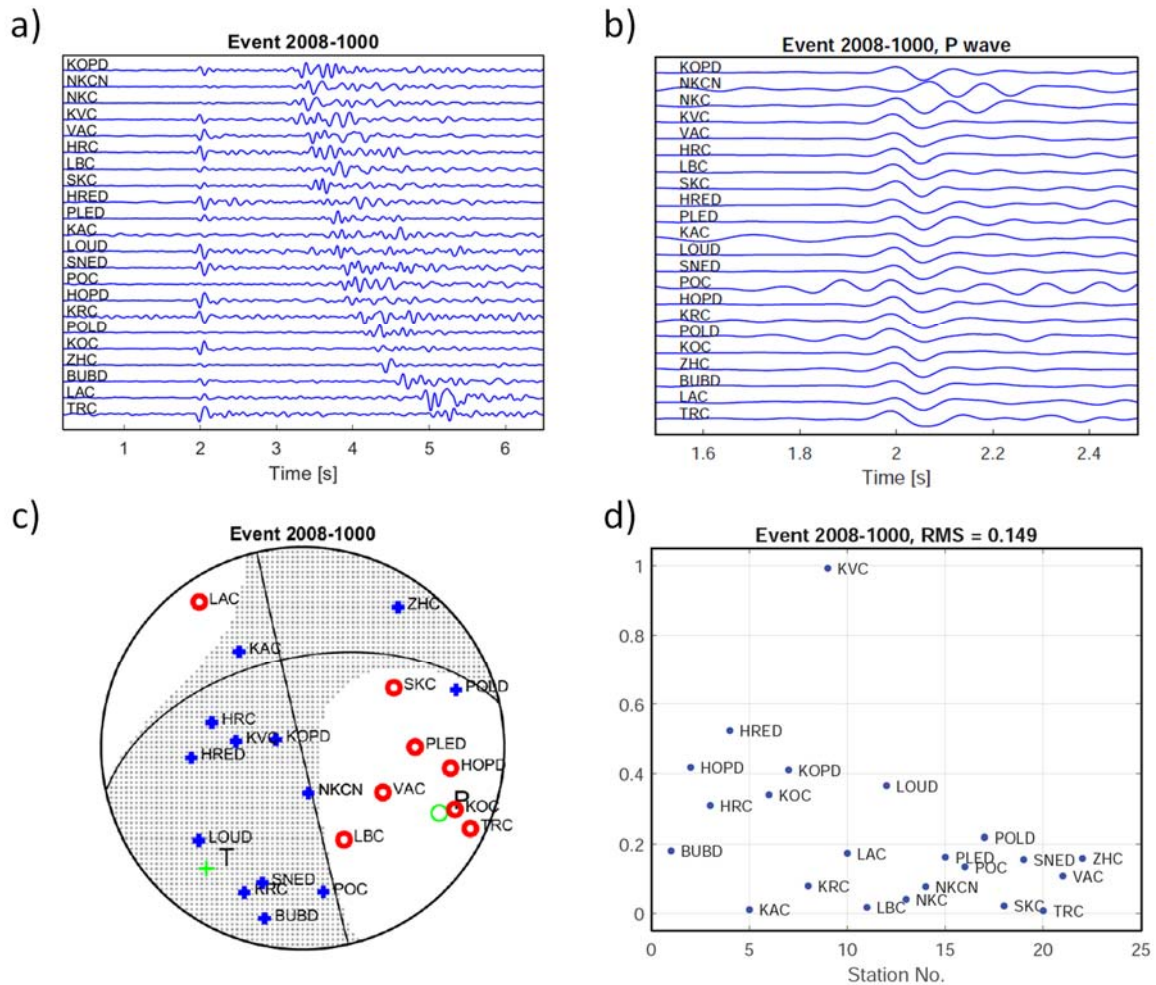 a)
Event 2008-1000
KOPD
NKCN
NKC
KVC
VAC
HRC
LBC
SKC
HRED
PLED
KAC
LOUD
SNED
POC
HOPD
KRC
POLD
KOC
ZHC
BUBD
LAC
TRC
1 2 3 4 5 6
Time [s]
b)
Event 2008-1000, P wave
KOPD
NKCN
NKC
KVC
VAC
HRC
LBC
SKC
HRED
PLED
KAC
LOUD
SNED
POC
HOPD
KRC
POLD
KOC
ZHC
BUBD
LAC
TRC
1.6 1.8 2 2.2 2.4
Time [s]
c)
Event 2008-1000
LAC
ZHC
KAC
SKC
POLD
HRC
KVC
KOPD
HRED
PLED
HOPD
NKCN
VAC
P
KOC
TRC
LOUD
LBC
T
SNED
KRC
POC
BUBD
d)
Event 2008-1000, RMS = 0.149
1
0.8
0.6
0.4
0.2
0
KVC
HRED
HOPD
KOPD
LOUD
KOC
HRC
POLD
BUBD
LAC
PLED
SNED
ZHC
POC
VAC
KRC
NKCN
NKC
KAC
LBC
SKC
TRC
0 5 10 15 20 25
Station No.